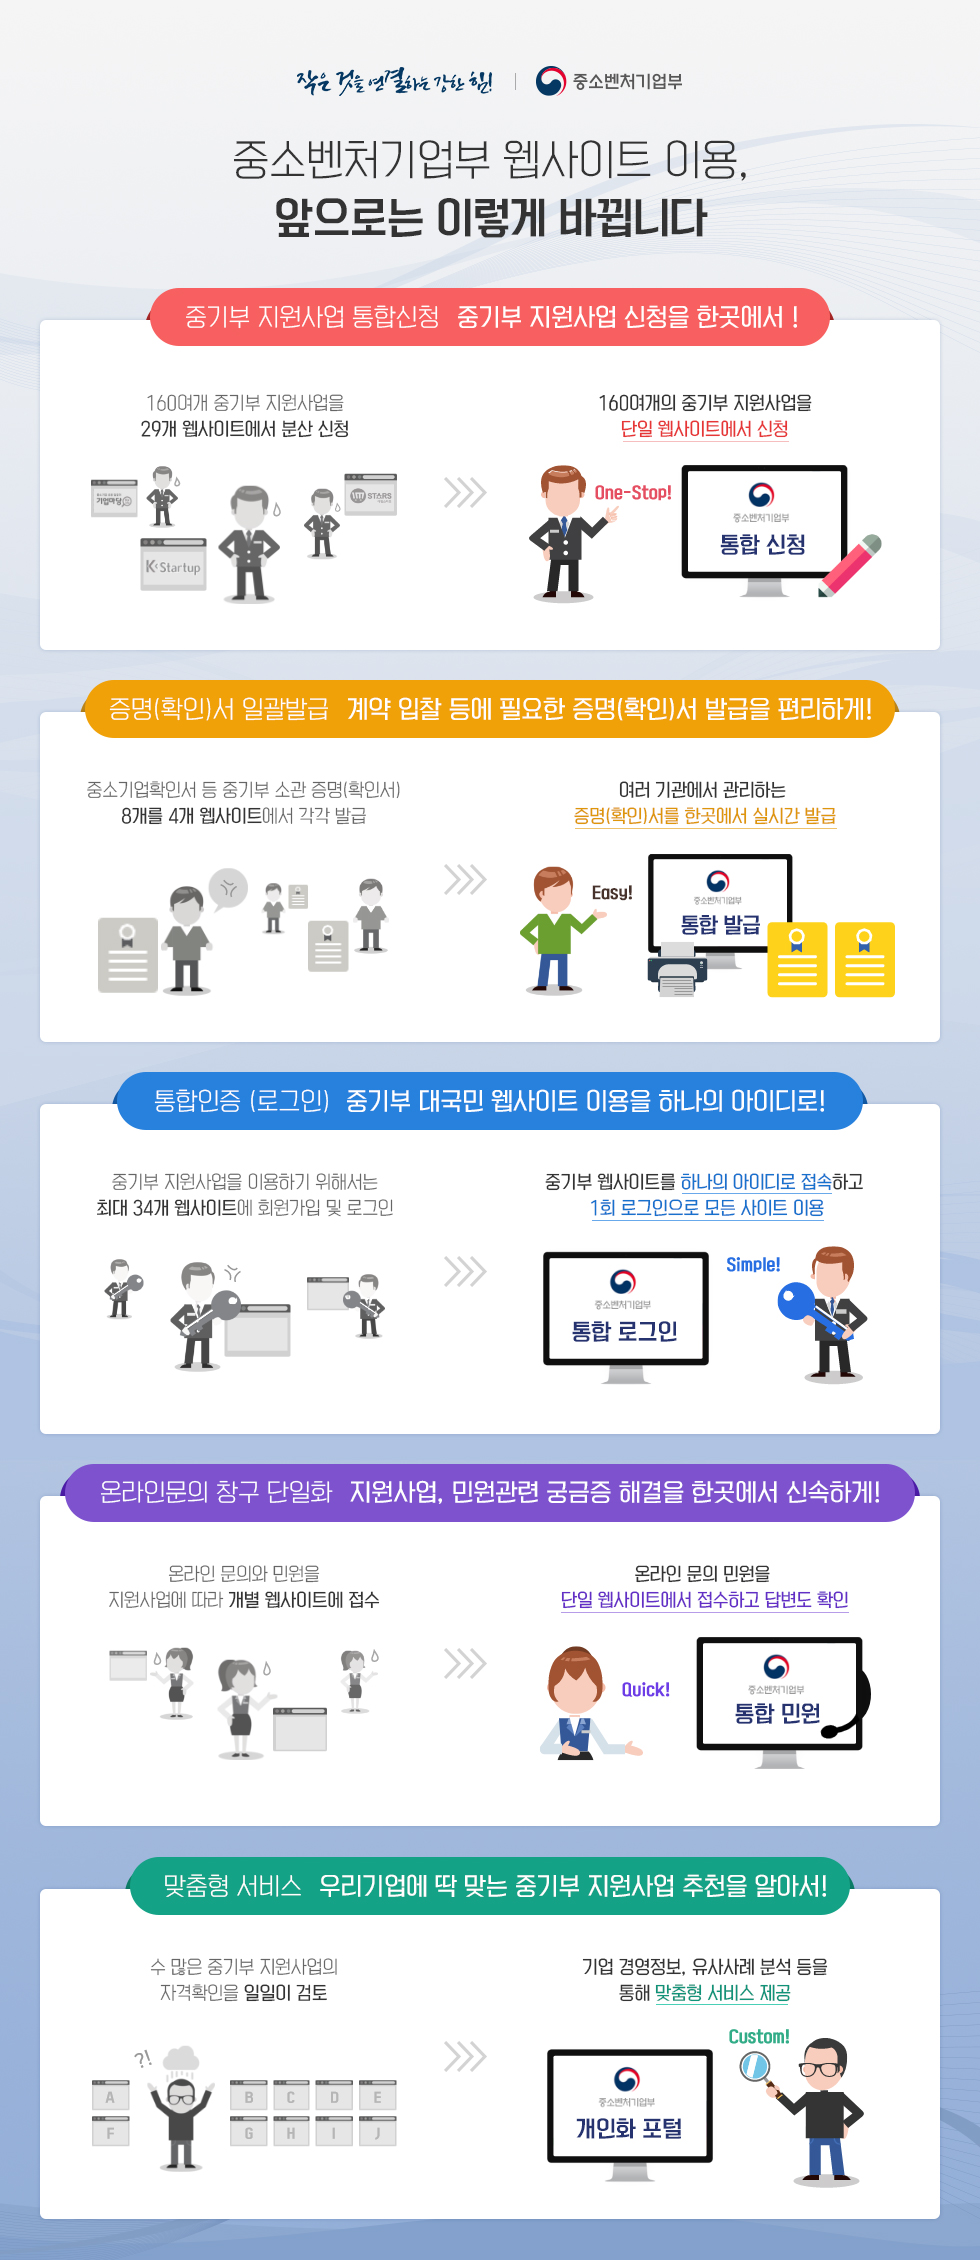 작은 것을 연결하는 강한 힘!
중소벤처기업부
중소벤처기업부 웹사이트 이용,
앞으로는 이렇게 바뀝니다
중기부 지원사업 통합신청 중기부 지원사업 신청을 한곳에서 !
160여개 중기부 지원사업을
29개 웹사이트에서 분산 신청
기업마당
K-Startup
STARS
160여개의 중기부 지원사업을
단일 웹사이트에서 신청
One-Stop!
중소벤처기업부
통합 신청
증명(확인)서 일괄발급 계약 입찰 등에 필요한 증명(확인)서 발급을 편리하게!
중소기업확인서 등 중기부 소관 증명(확인서)
8개를 4개 웹사이트에서 각각 발급
여러 기관에서 관리하는
증명(확인)서를 한곳에서 실시간 발급
Easy!
중소벤처기업부
통합 발급
통합인증 (로그인) 중기부 대국민 웹사이트 이용을 하나의 아이디로!
중기부 지원사업을 이용하기 위해서는
최대 34개 웹사이트에 회원가입 및 로그인
중기부 웹사이트를 하나의 아이디로 접속하고
1회 로그인으로 모든 사이트 이용
중소벤처기업부
통합 로그인
Simple!
온라인문의 창구 단일화 지원사업, 민원관련 궁금증 해결을 한곳에서 신속하게!
온라인 문의와 민원을
지원사업에 따라 개별 웹사이트에 접수
온라인 문의 민원을
단일 웹사이트에서 접수하고 답변도 확인
Quick!
중소벤처기업부
통합 민원
맞춤형 서비스 우리기업에 딱 맞는 중기부 지원사업 추천을 알아서!
수 많은 중기부 지원사업의
자격확인을 일일이 검토
?!
A B C D E
F G H I J
기업 경영정보, 유사사례 분석 등을
통해 맞춤형 서비스 제공
Custom!
중소벤처기업부
개인화 포털